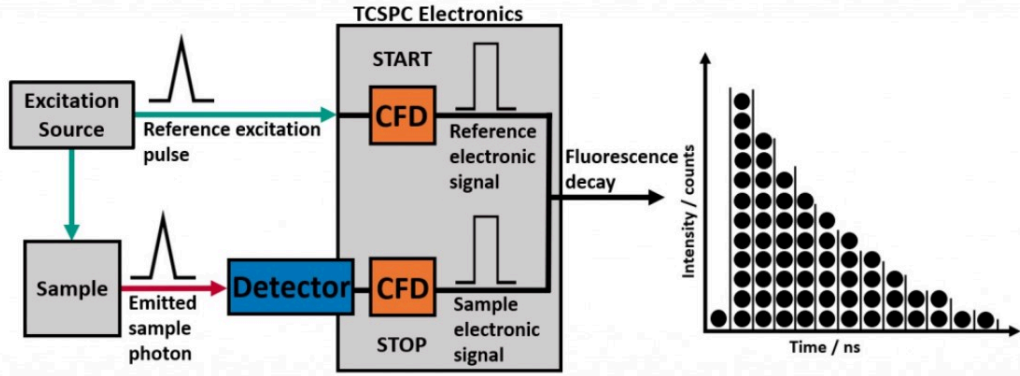 TCSPC Electronics
START
Excitation
Source
CFD
Reference excitation
pulse
Reference
electronic
signal
Fluorescence
decay
Intensity / counts
Sample
Detector
CFD
Emitted
sample
photon
Sample
electronic
signal
STOP
Time / ns